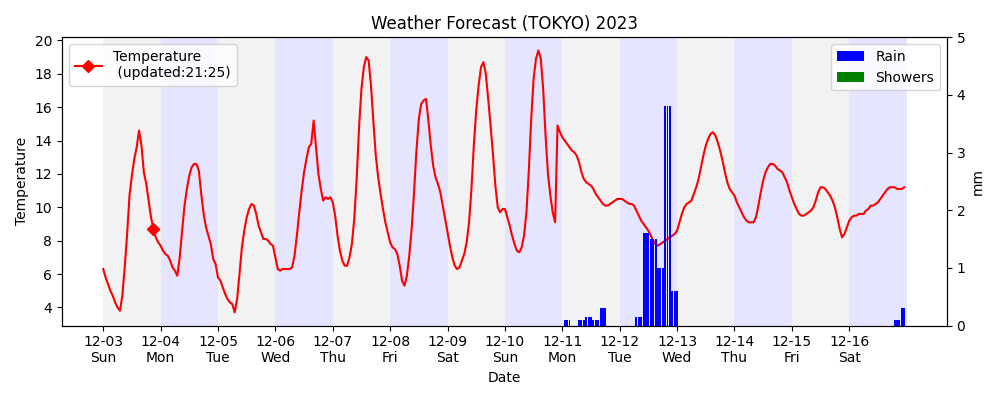 Weather Forecast (TOKYO) 2023
Temperature
(updated:21:25)
Rain
Showers
Temperature
20
18
16
14
12
10
8
6
4
5
4
3
2
1
0
mm
12-03 12-04 12-05 12-06 12-07 12-08 12-09 12-10 12-11 12-12 12-13 12-14 12-15 12-16
Sun Mon Tue Wed Thu Fri Sat Sun Mon Tue Wed Thu Fri Sat
Date